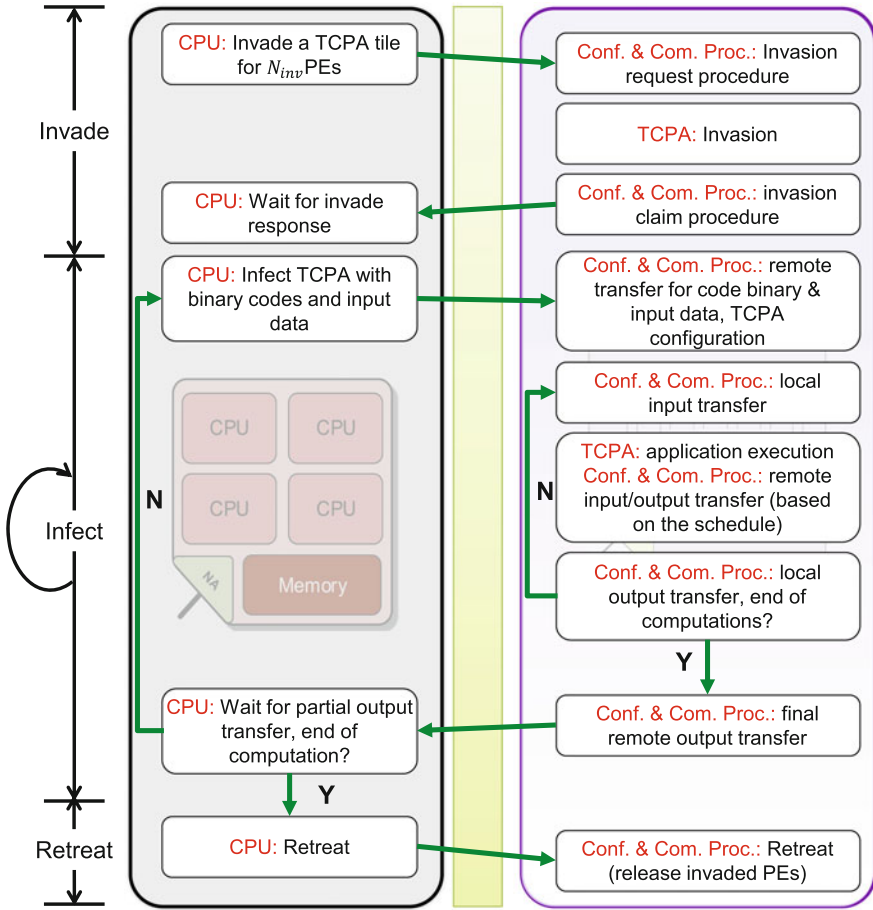 CPU: Invade a TCPA tile
for N_inv PEs
Conf. & Com. Proc.: Invasion
request procedure
Invade
TCPA: Invasion
CPU: Wait for invade
response
Conf. & Com. Proc.: invasion
claim procedure
CPU: Infect TCPA with
binary codes and input
data
Conf. & Com. Proc.: remote
transfer for code binary &
input data, TCPA
configuration
Conf. & Com. Proc.: local
input transfer
CPU
CPU
CPU
CPU
NA
Memory
N
Infect
TCPA: application execution
Conf. & Com. Proc.: remote
input/output transfer (based
on the schedule)
N
Conf. & Com. Proc.: local
output transfer, end of
computations?
Y
CPU: Wait for partial output
transfer, end of
computation?
Conf. & Com. Proc.: final
remote output transfer
Y
Retreat
CPU: Retreat
Conf. & Com. Proc.: Retreat
(release invaded PEs)